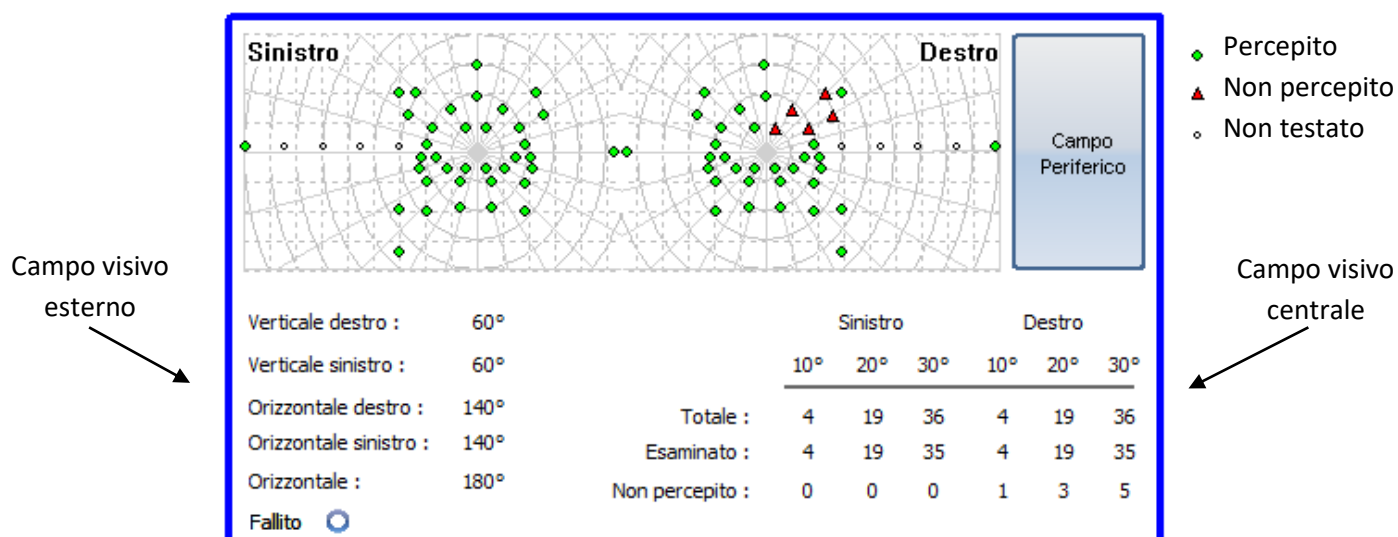 Sinistro
Destro
Campo
Periferico
Percepito
Non percepito
Non testato
Campo visivo
esterno
Campo visivo
centrale
Verticale destro : 60°
Verticale sinistro : 60°
Orizzontale destro : 140°
Orizzontale sinistro : 140°
Orizzontale : 180°
Fallito
Sinistro Destro
10° 20° 30° 10° 20° 30°
Totale : 4 19 36 4 19 36
Esaminato : 4 19 35 4 19 35
Non percepito : 0 0 0 1 3 5